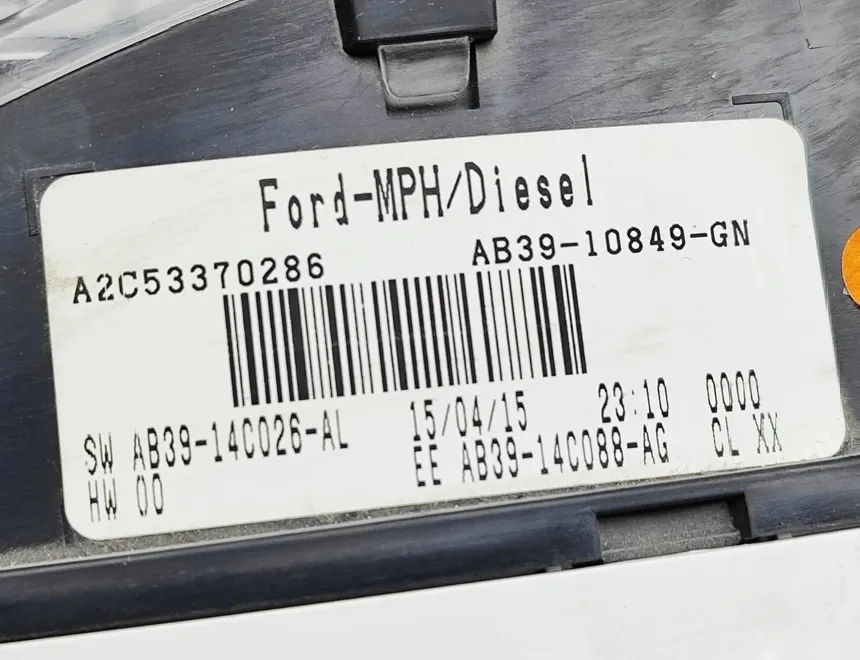 Ford-MPH/Diesel
A2C53370286 AB39-10849-GN
SW AB39-14C026-AL 15/04/15 23:10 0000
HW 00 EE AB39-14C088-AG CL XX